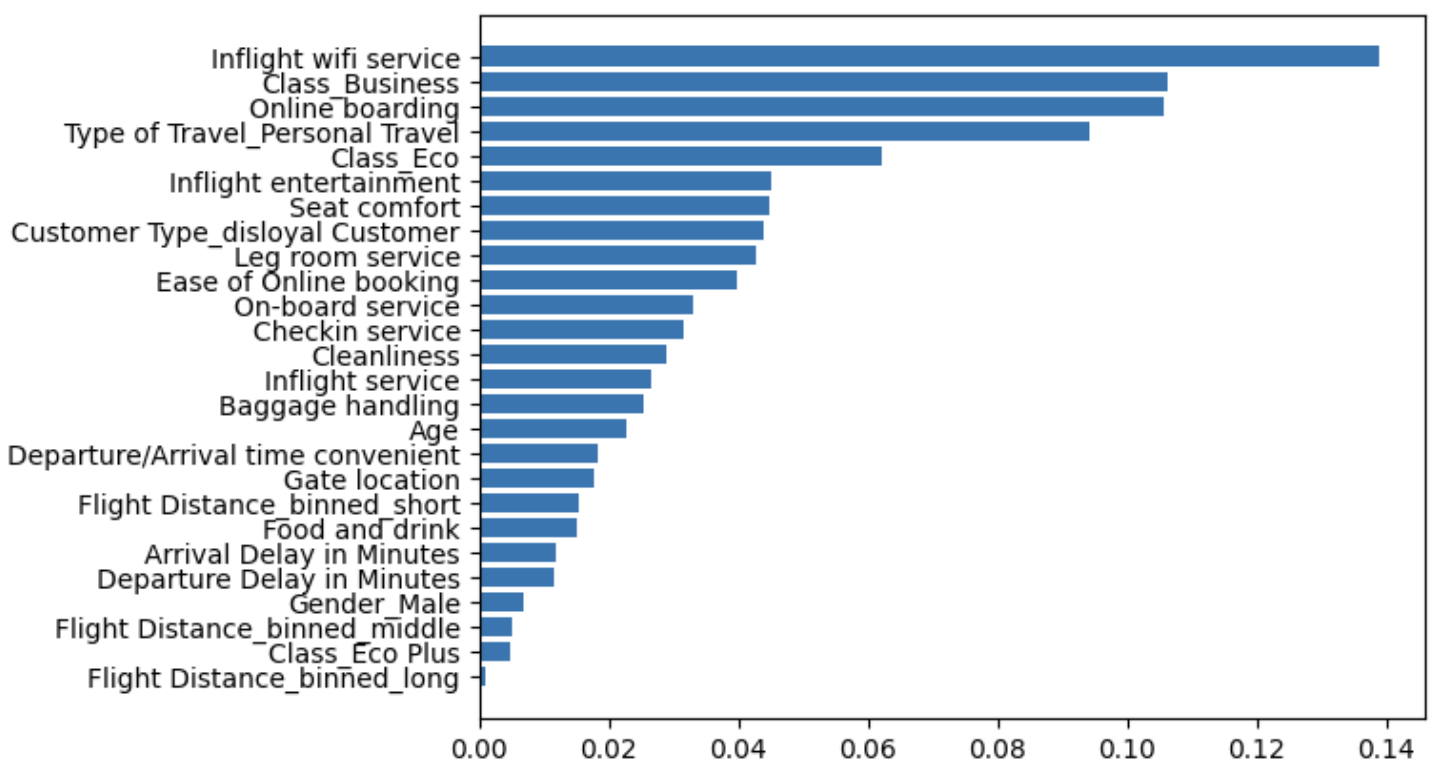 Inflight wifi service
Class_Business
Online boarding
Type of Travel_Personal Travel
Class_Eco
Inflight entertainment
Seat comfort
Customer Type_disloyal Customer
Leg room service
Ease of Online booking
On-board service
Checkin service
Cleanliness
Inflight service
Baggage handling
Age
Departure/Arrival time convenient
Gate location
Flight Distance_binned_short
Food and drink
Arrival Delay in Minutes
Departure Delay in Minutes
Gender_Male
Flight Distance_binned_middle
Class_Eco Plus
Flight Distance_binned_long
0.00 0.02 0.04 0.06 0.08 0.10 0.12 0.14